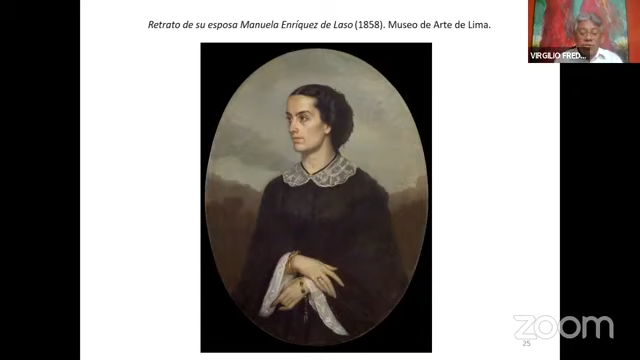 Retrato de su esposa Manuela Enríquez de Laso (1858). Museo de Arte de Lima.
VIRGILIO FRED...
zoom
25